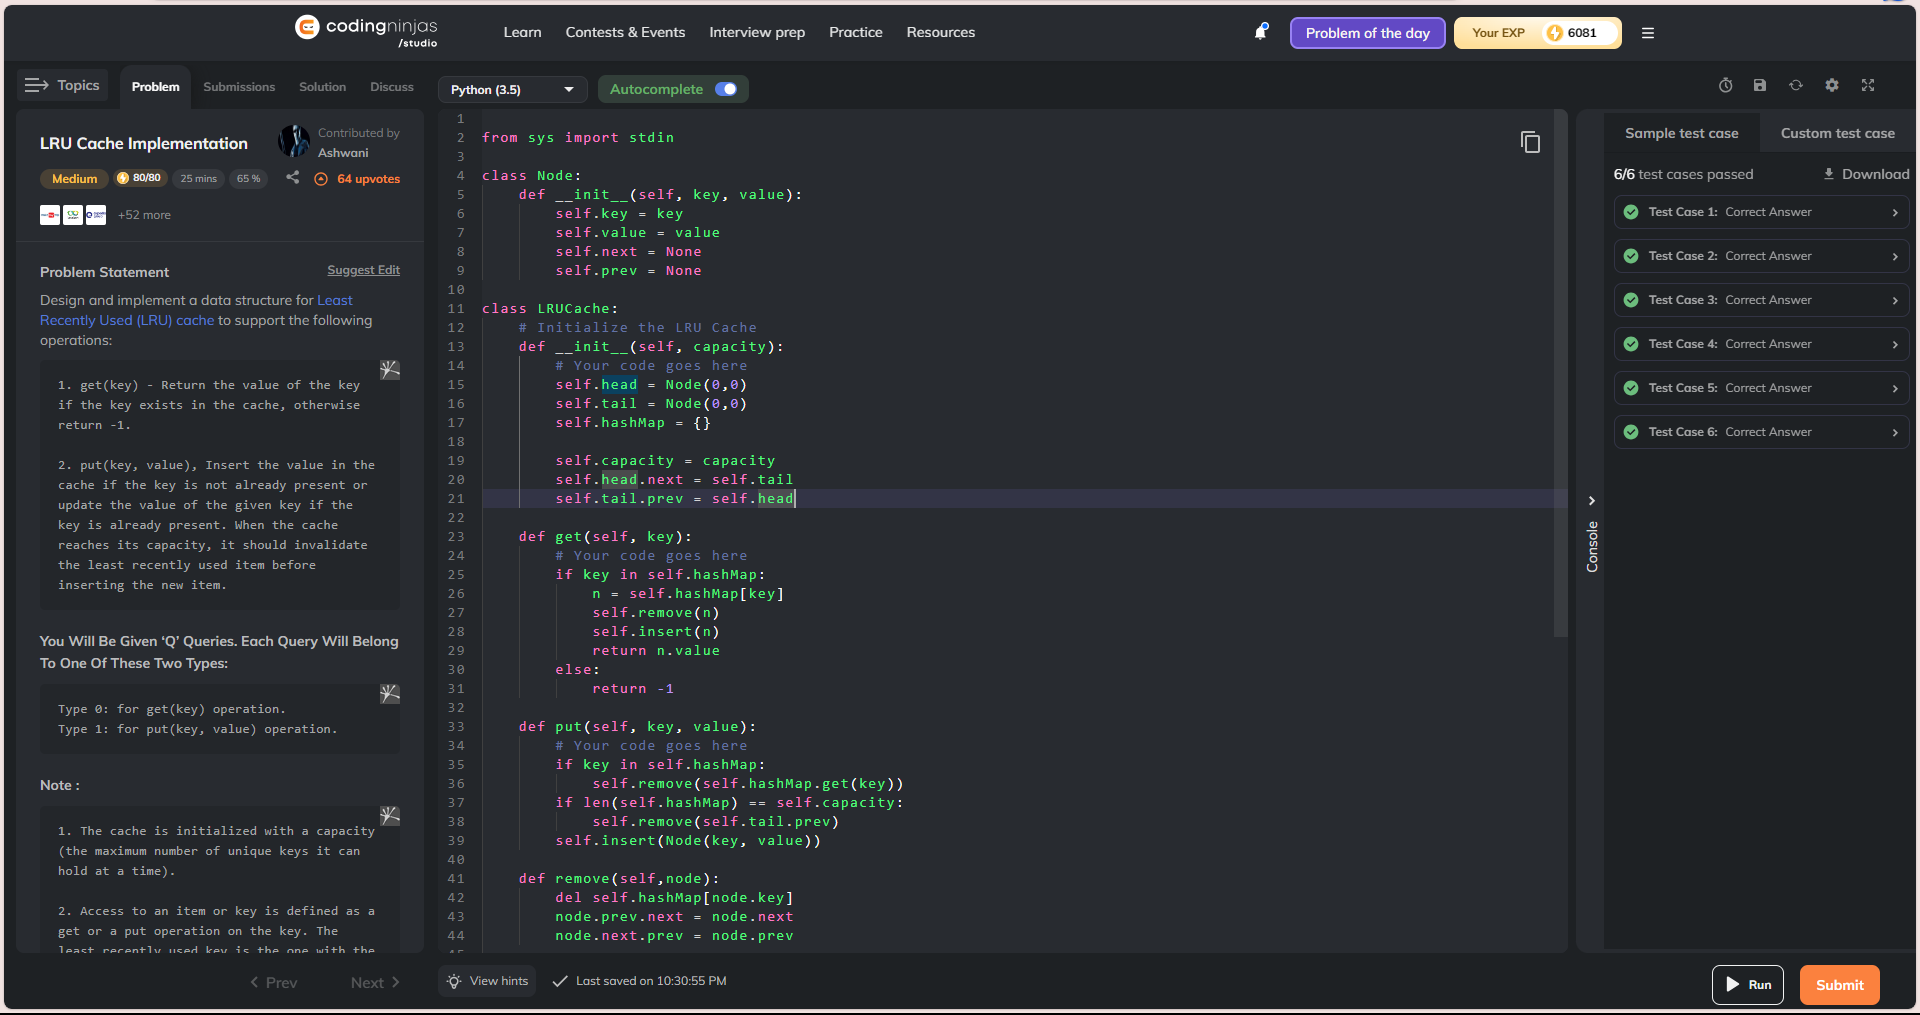 codingninjas
/studio
Learn
Contests & Events
Interview prep
Practice
Resources
Problem of the day
Your EXP
6081
Topics
Problem
Submissions
Solution
Discuss
LRU Cache Implementation
Contributed by
Ashwani
Medium
80/80
25 mins
65 %
64 upvotes
+52 more
Problem Statement
Suggest Edit
Design and implement a data structure for Least
Recently Used (LRU) cache to support the following
operations:
1. get(key) - Return the value of the key
if the key exists in the cache, otherwise
return -1.
2. put(key, value), Insert the value in the
cache if the key is not already present or
update the value of the given key if the
key is already present. When the cache
reaches its capacity, it should invalidate
the least recently used item before
inserting the new item.
You Will Be Given ‘Q’ Queries. Each Query Will Belong
To One Of These Two Types:
Type 0: for get(key) operation.
Type 1: for put(key, value) operation.
Note :
1. The cache is initialized with a capacity
(the maximum number of unique keys it can
hold at a time).
2. Access to an item or key is defined as a
get or a put operation on the key. The
least recently used key is the one with the
Prev
Next
Python (3.5)
Autocomplete
1
2 from sys import stdin
3
4 class Node:
5     def __init__(self, key, value):
6         self.key = key
7         self.value = value
8         self.next = None
9         self.prev = None
10
11 class LRUCache:
12     # Initialize the LRU Cache
13     def __init__(self, capacity):
14         # Your code goes here
15         self.head = Node(0,0)
16         self.tail = Node(0,0)
17         self.hashMap = {}
18
19         self.capacity = capacity
20         self.head.next = self.tail
21         self.tail.prev = self.head
22
23     def get(self, key):
24         # Your code goes here
25         if key in self.hashMap:
26             n = self.hashMap[key]
27             self.remove(n)
28             self.insert(n)
29             return n.value
30         else:
31             return -1
32
33     def put(self, key, value):
34         # Your code goes here
35         if key in self.hashMap:
36             self.remove(self.hashMap.get(key))
37         if len(self.hashMap) == self.capacity:
38             self.remove(self.tail.prev)
39         self.insert(Node(key, value))
40
41     def remove(self,node):
42         del self.hashMap[node.key]
43         node.prev.next = node.next
44         node.next.prev = node.prev
View hints
Last saved on 10:30:55 PM
Console
Sample test case
Custom test case
6/6 test cases passed
Download
Test Case 1: Correct Answer
Test Case 2: Correct Answer
Test Case 3: Correct Answer
Test Case 4: Correct Answer
Test Case 5: Correct Answer
Test Case 6: Correct Answer
Run
Submit